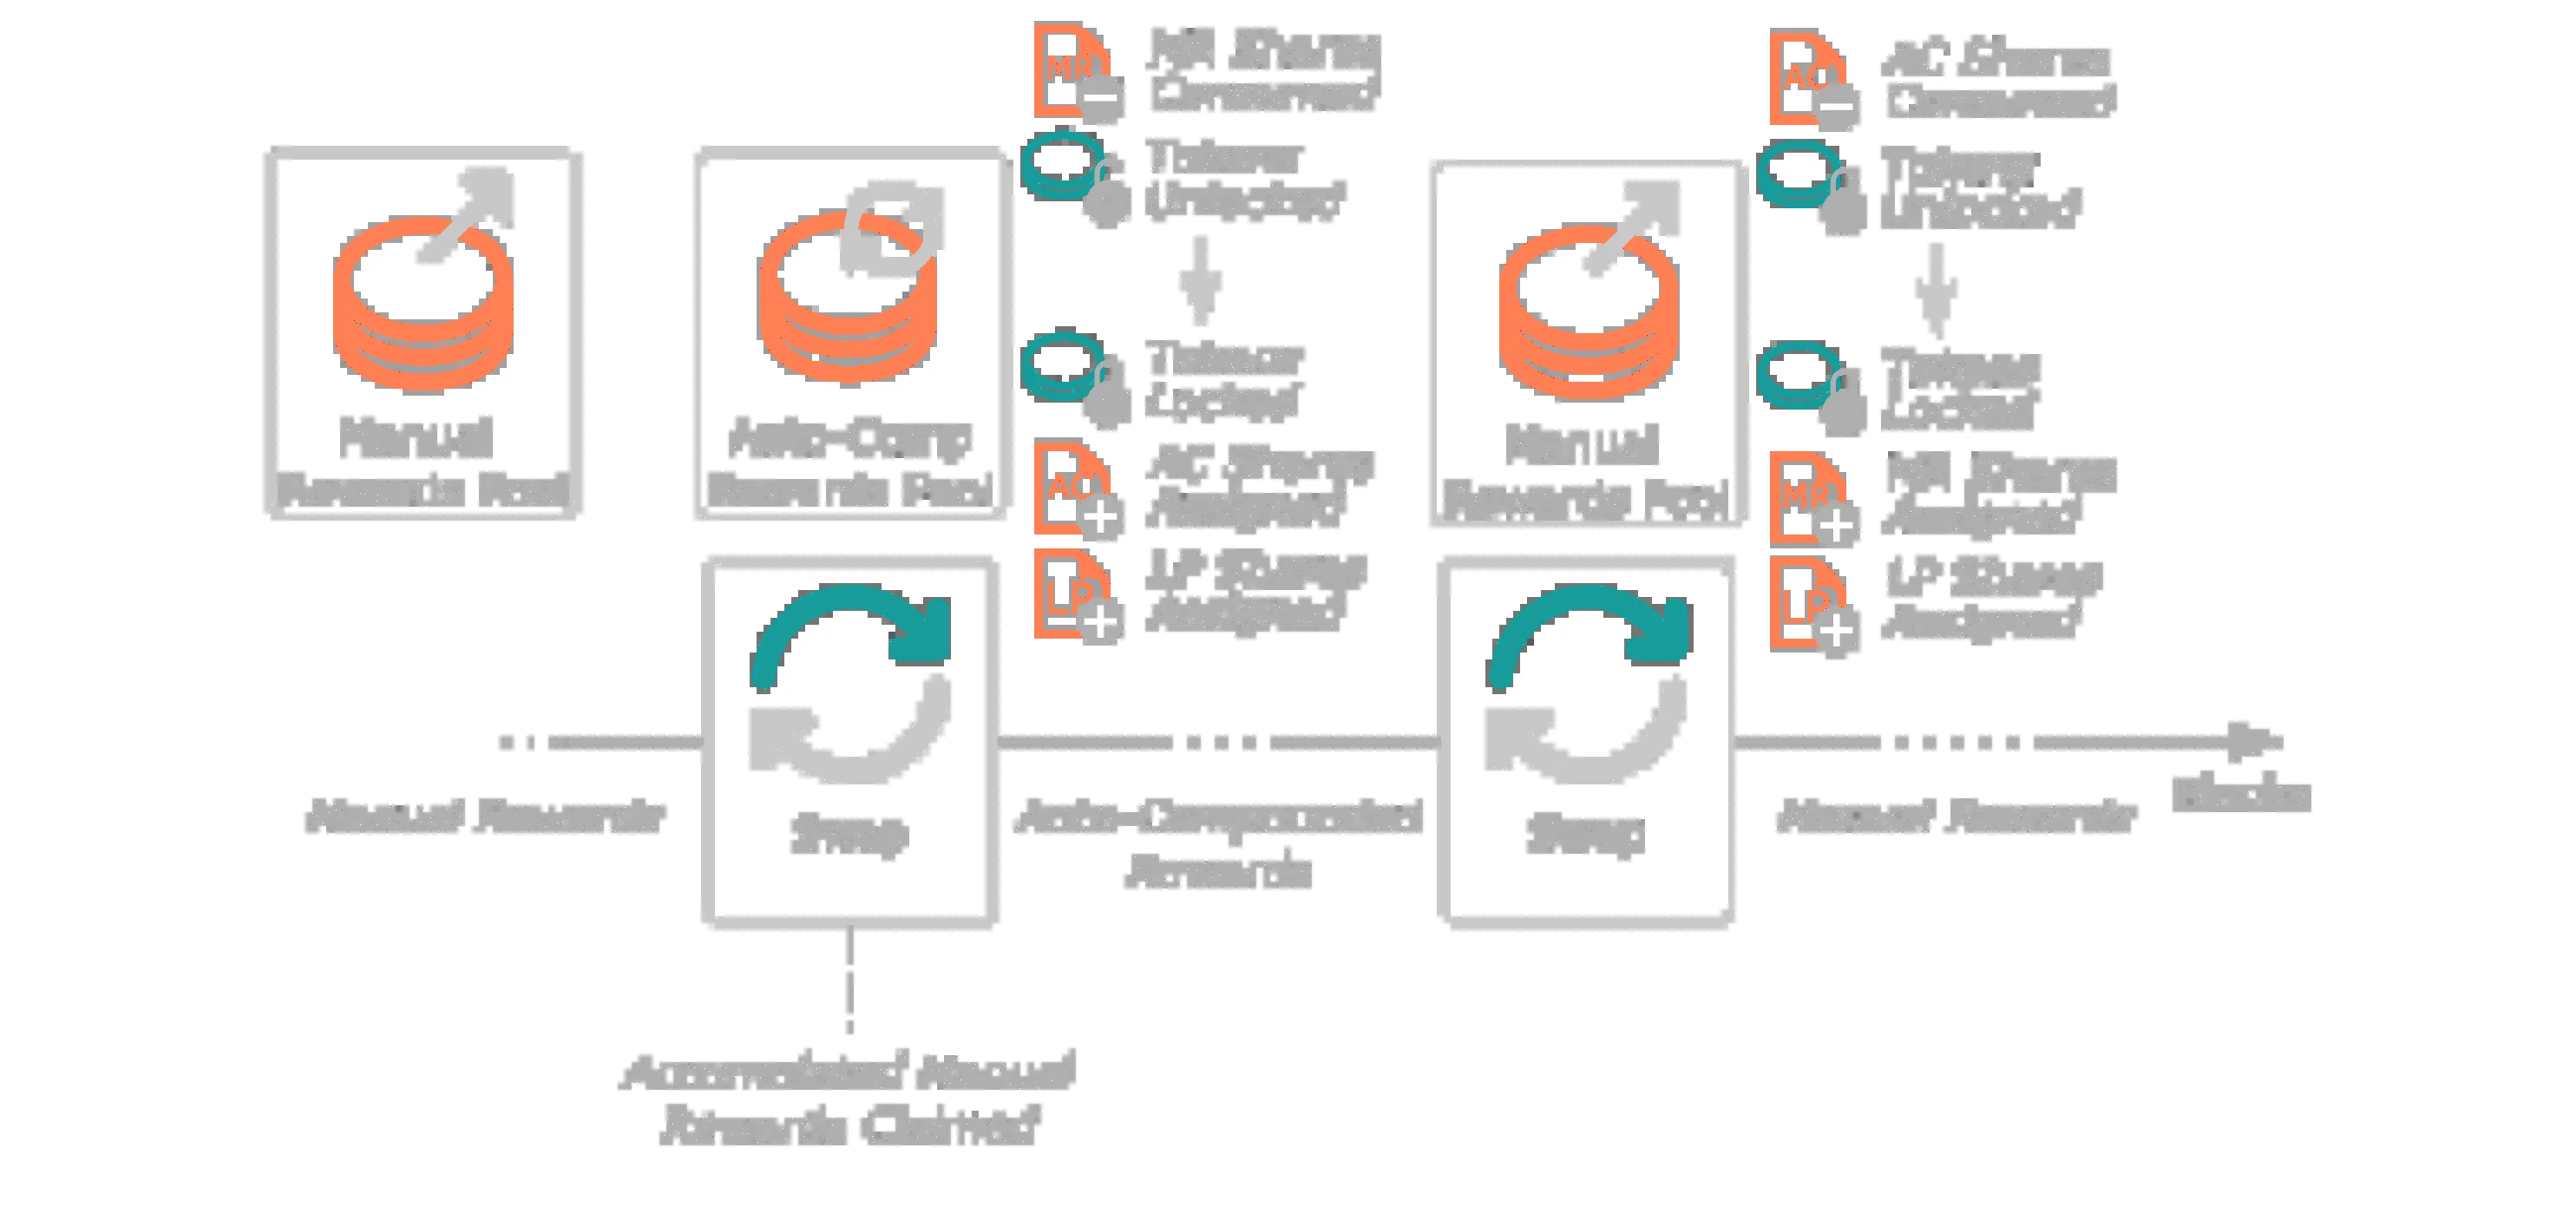 MR
MR Shares
Consumed
Tokens
Unlocked
Tokens
Locked
AC
AC Shares
Assigned
LP
LP Shares
Assigned
AC
AC Shares
Consumed
Tokens
Unlocked
Tokens
Locked
MR
MR Shares
Assigned
LP
LP Shares
Assigned
Manual
Rewards Pool
Auto-Comp
Rewards Pool
Manual
Rewards Pool
Swap
Swap
Manual Rewards
Auto-Compounded
Rewards
Manual Rewards
Blocks
Accumulated Manual
Rewards Claimed